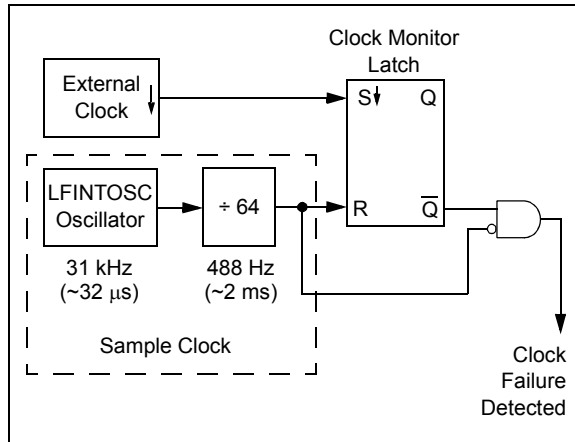 Clock Monitor
Latch
External
Clock
S
Q
LFINTOSC
Oscillator
÷ 64
R
Q̅
31 kHz
(~32 μs)
488 Hz
(~2 ms)
Sample Clock
Clock
Failure
Detected